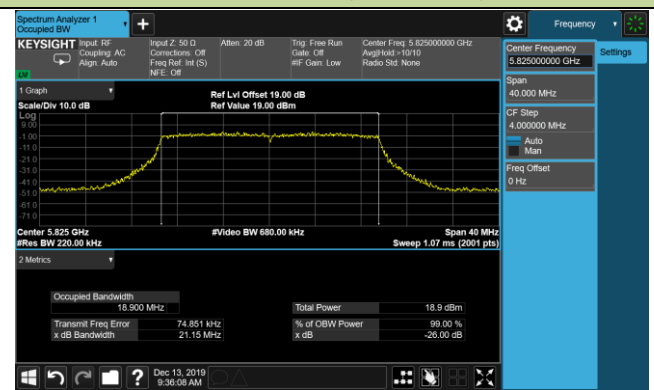 Spectrum Analyzer 1
Occupied BW
+
Frequency
KEYSIGHT
Input: RF
Coupling: AC
Align: Auto
Input Z: 50 Ω
Corrections: Off
Freq Ref: Int (S)
NFE: Off
Atten: 20 dB
Trig: Free Run
Gate: Off
#IF Gain: Low
Center Freq: 5.825000000 GHz
Avg|Hold:>10/10
Radio Std: None
Center Frequency
5.825000000 GHz
Settings
Span
40.000 MHz
CF Step
4.000000 MHz
Auto
Man
Freq Offset
0 Hz
1 Graph
Scale/Div 10.0 dB
Ref Lvl Offset 19.00 dB
Ref Value 19.00 dBm
Log
9.00
-1.00
-11.0
-21.0
-31.0
-41.0
-51.0
-61.0
-71.0
Center 5.825 GHz
#Res BW 220.00 kHz
#Video BW 680.00 kHz
Span 40 MHz
Sweep 1.07 ms (2001 pts)
2 Metrics
Occupied Bandwidth
18.900 MHz
Total Power 18.9 dBm
Transmit Freq Error 74.851 kHz
% of OBW Power 99.00 %
x dB Bandwidth 21.15 MHz
x dB -26.00 dB
?
Dec 13, 2019
9:36:08 AM